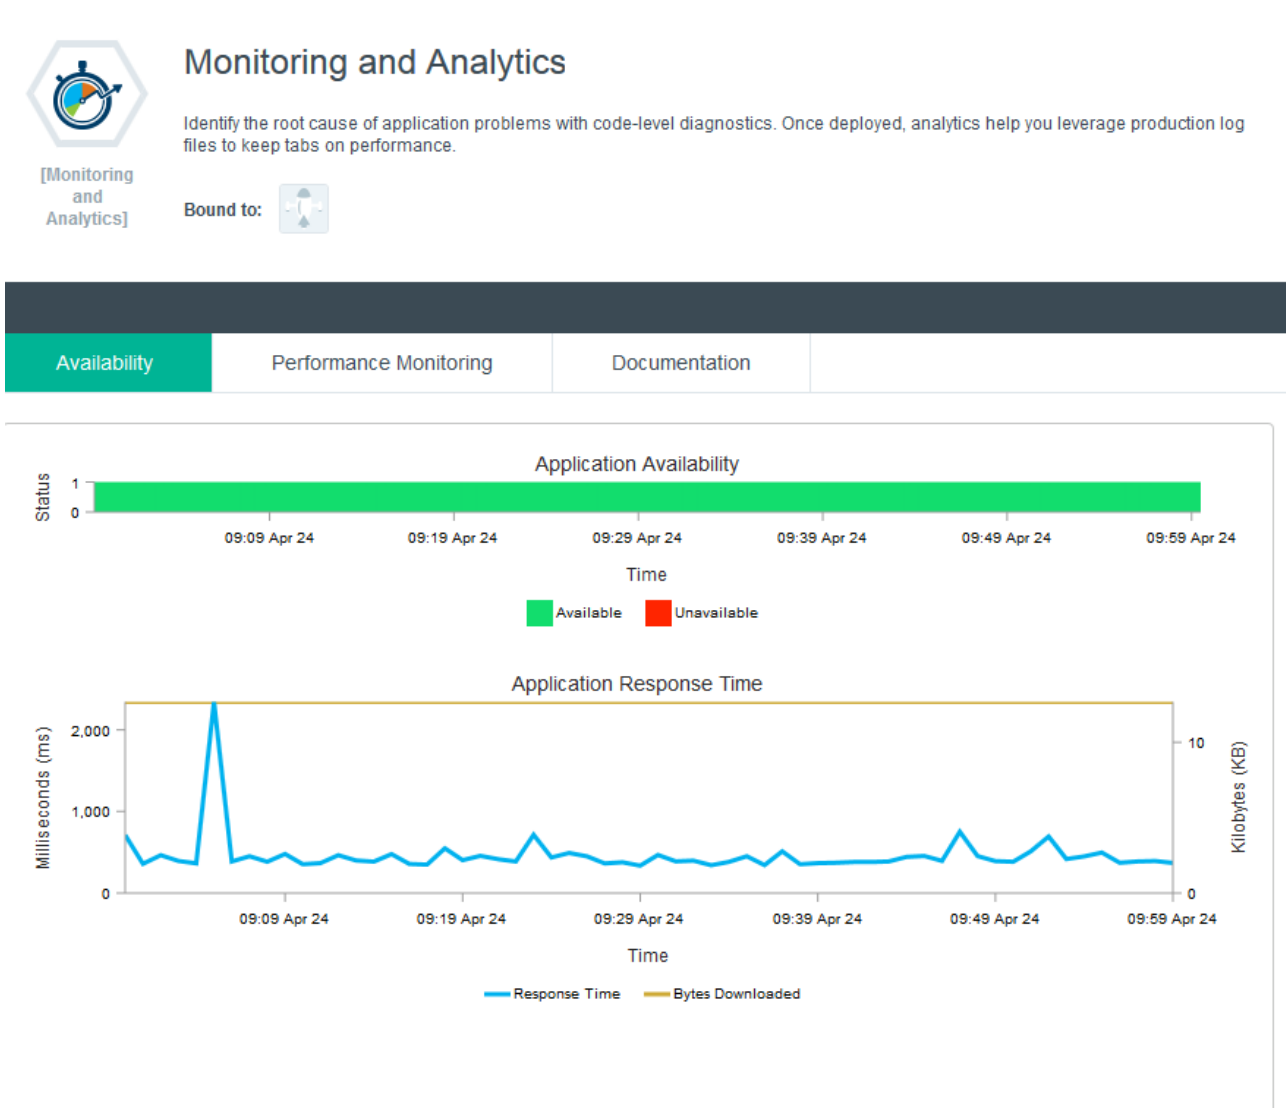 Monitoring and Analytics
Identify the root cause of application problems with code-level diagnostics. Once deployed, analytics help you leverage production log
files to keep tabs on performance.
[Monitoring
and
Analytics]
Bound to:
Availability
Performance Monitoring
Documentation
Application Availability
Status
1
0
09:09 Apr 24
09:19 Apr 24
09:29 Apr 24
09:39 Apr 24
09:49 Apr 24
09:59 Apr 24
Time
Available
Unavailable
Application Response Time
Milliseconds (ms)
2,000
1,000
0
10
0
Kilobytes (KB)
09:09 Apr 24
09:19 Apr 24
09:29 Apr 24
09:39 Apr 24
09:49 Apr 24
09:59 Apr 24
Time
Response Time
Bytes Downloaded